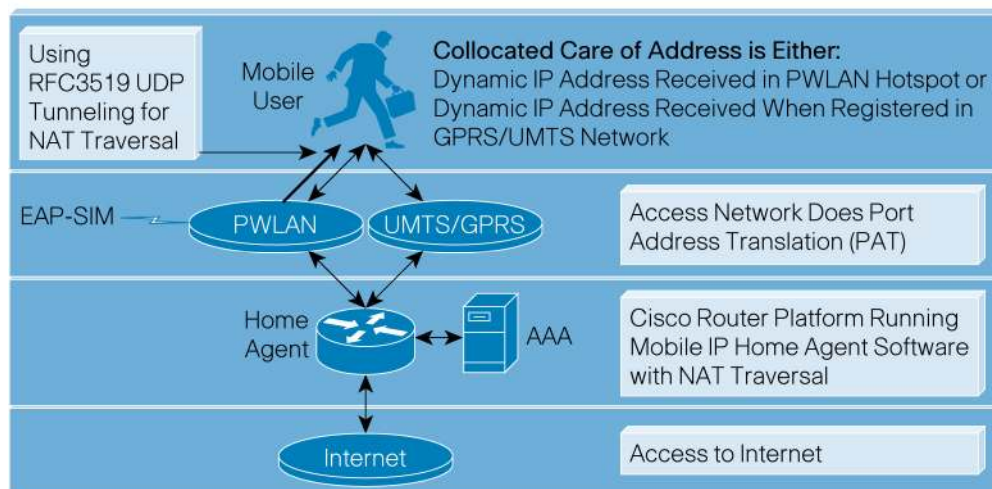 Using
RFC3519 UDP
Tunneling for
NAT Traversal
Mobile
User
Collocated Care of Address is Either:
Dynamic IP Address Received in PWLAN Hotspot or
Dynamic IP Address Received When Registered in
GPRS/UMTS Network
EAP-SIM
PWLAN
UMTS/GPRS
Access Network Does Port
Address Translation (PAT)
Home
Agent
AAA
Cisco Router Platform Running
Mobile IP Home Agent Software
with NAT Traversal
Internet
Access to Internet